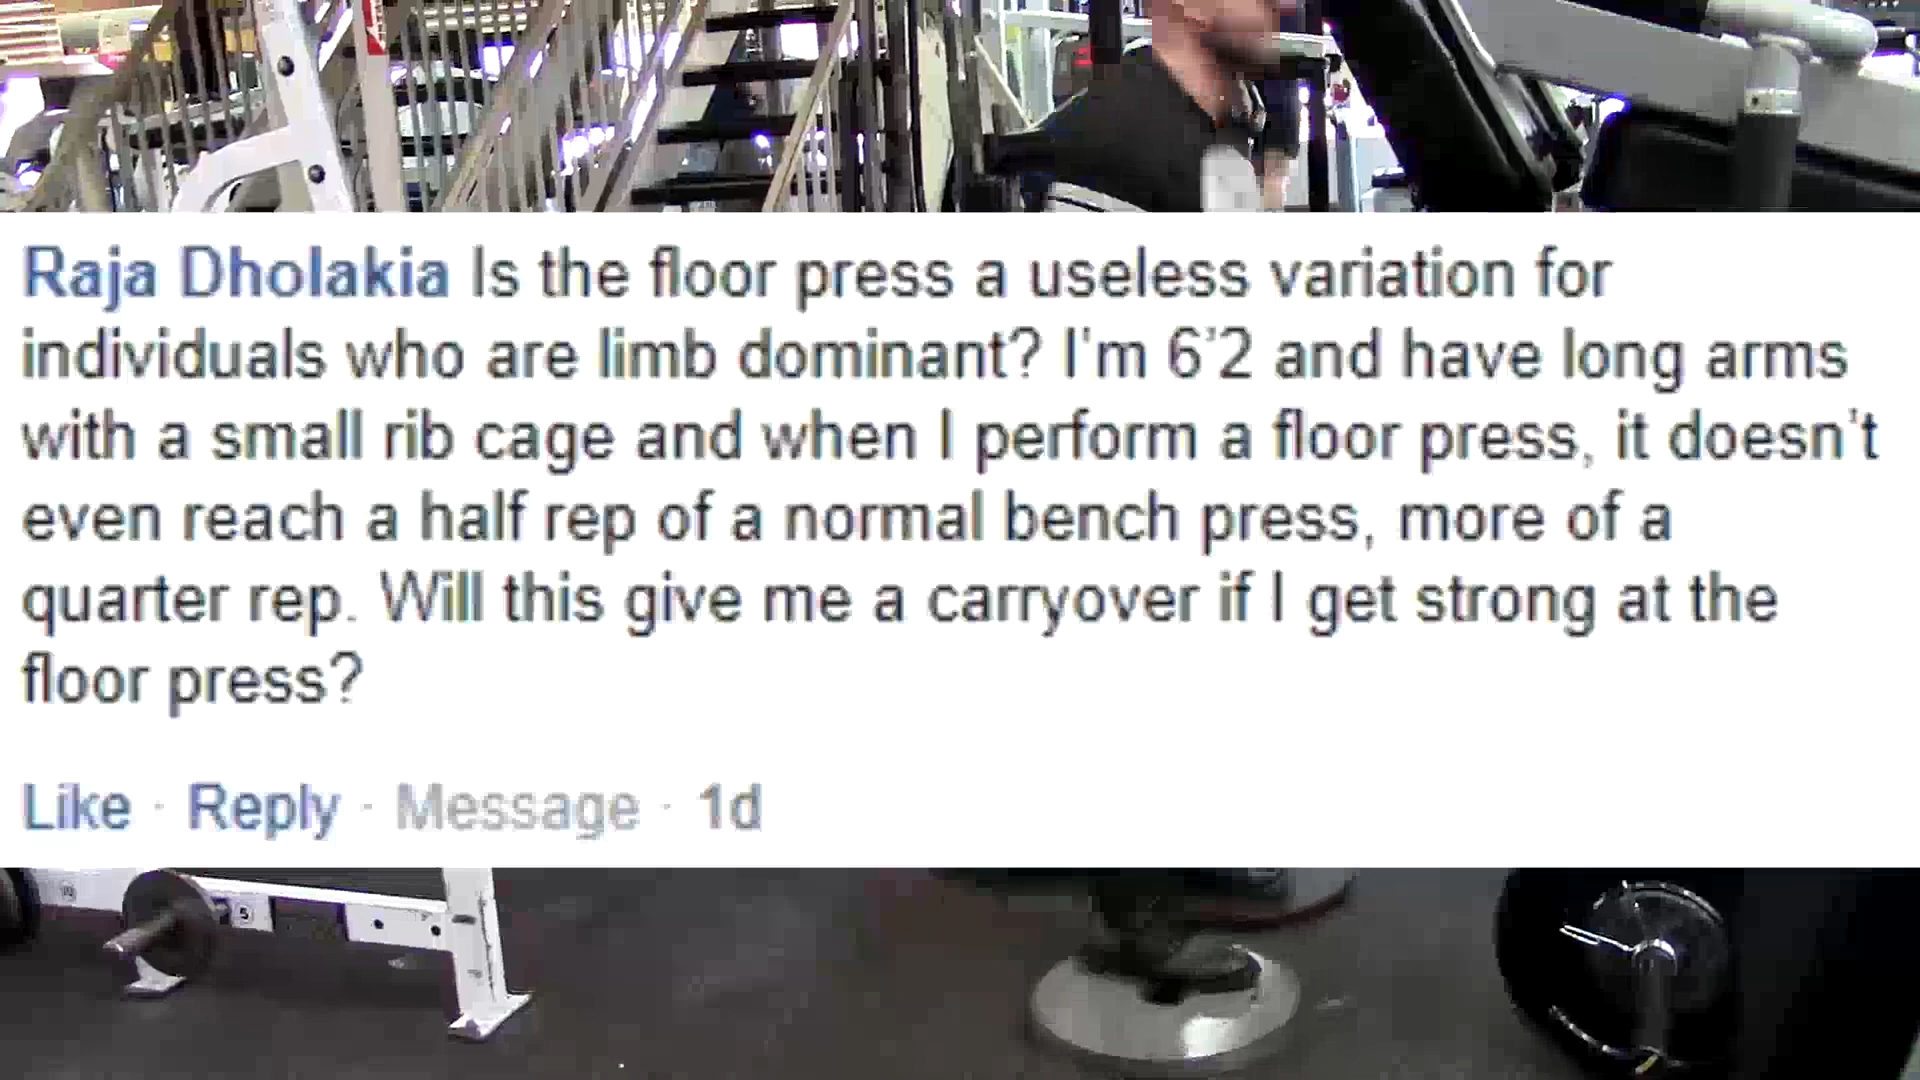 Raja Dholakia Is the floor press a useless variation for
individuals who are limb dominant? I'm 6'2 and have long arms
with a small rib cage and when I perform a floor press, it doesn't
even reach a half rep of a normal bench press, more of a
quarter rep. Will this give me a carryover if I get strong at the
floor press?
Like · Reply · Message · 1d
5